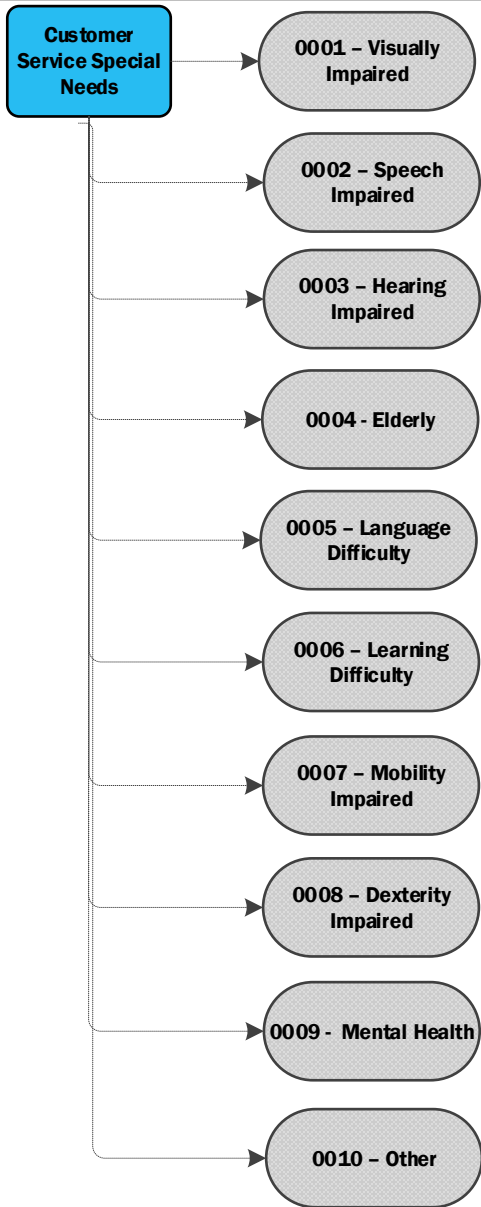 Customer
Service Special
Needs
0001 – Visually
Impaired
0002 – Speech
Impaired
0003 – Hearing
Impaired
0004 - Elderly
0005 – Language
Difficulty
0006 – Learning
Difficulty
0007 – Mobility
Impaired
0008 – Dexterity
Impaired
0009 -  Mental Health
0010 – Other